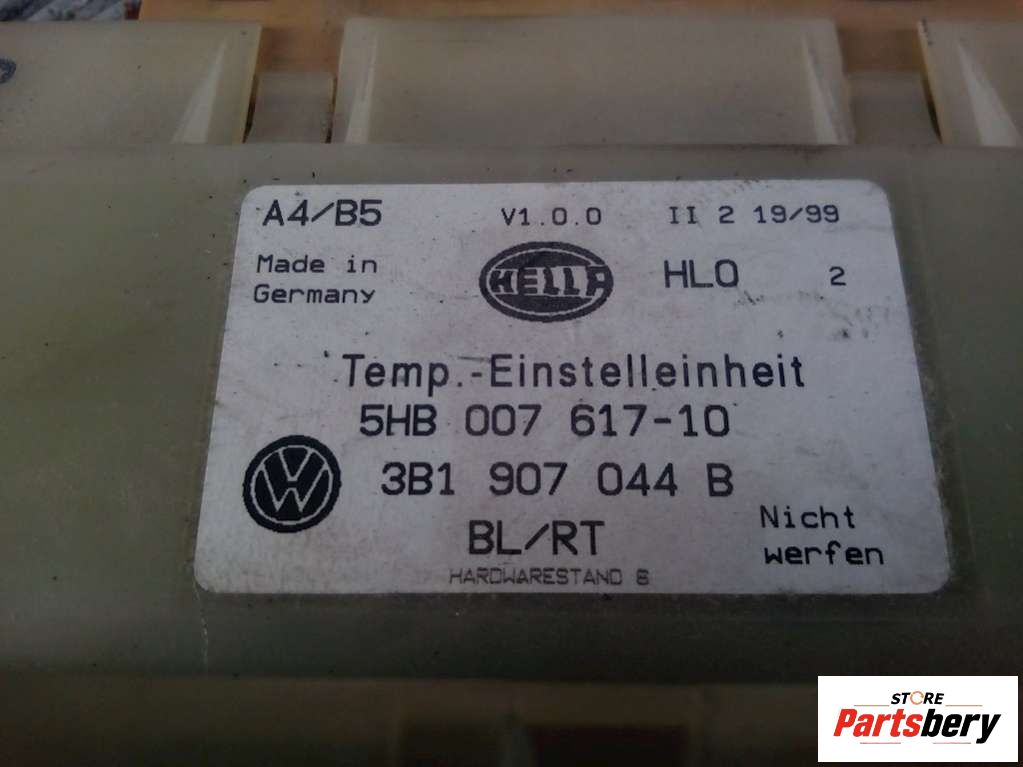 A4/B5 V1.0.0 II 2 19/99
Made in
Germany
HELLA
HLO 2
Temp.-Einstelleinheit
5HB 007 617-10
VW
3B1 907 044 B
BL/RT
Nicht
werfen
HARDWARESTAND 6
STORE
Partsbery